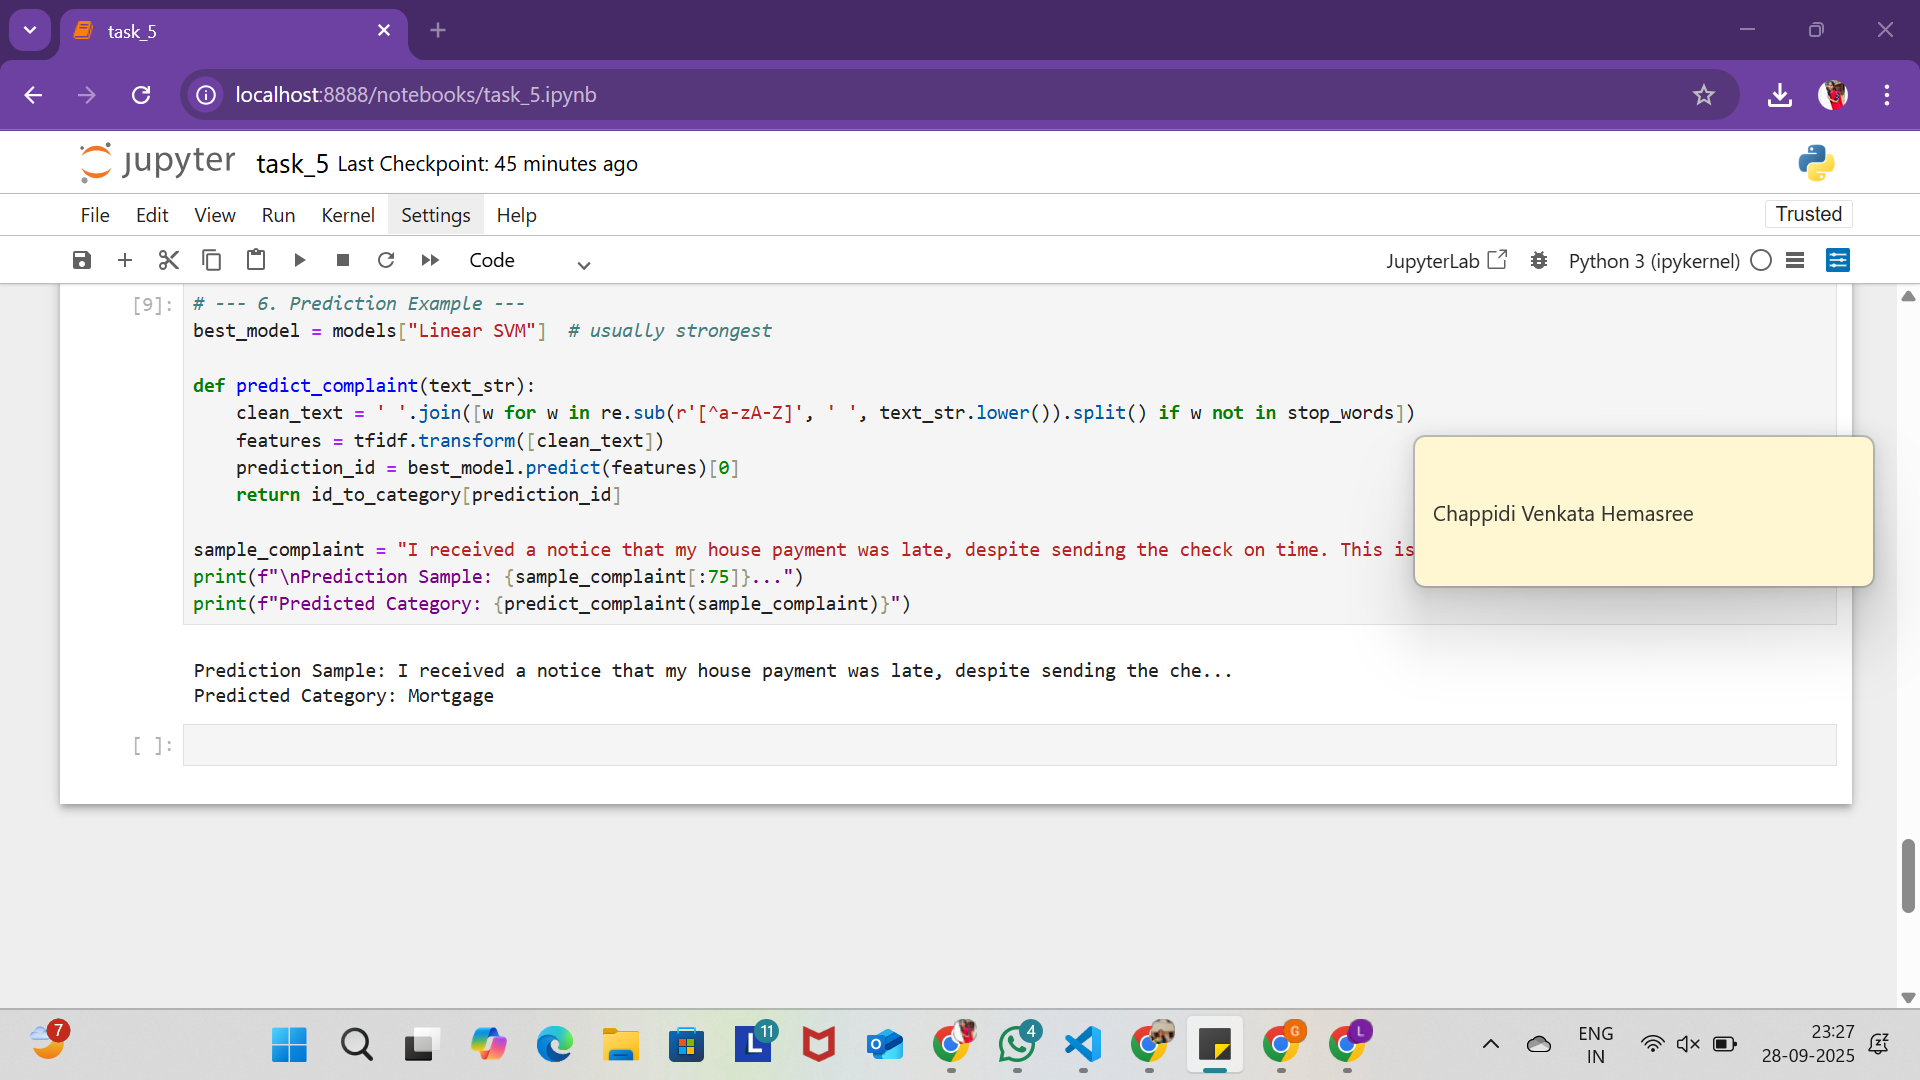 task_5
localhost:8888/notebooks/task_5.ipynb
jupyter task_5 Last Checkpoint: 45 minutes ago
File Edit View Run Kernel Settings Help Trusted
Code JupyterLab Python 3 (ipykernel)
[9]: # --- 6. Prediction Example ---
best_model = models["Linear SVM"]  # usually strongest
def predict_complaint(text_str):
    clean_text = ' '.join([w for w in re.sub(r'[^a-zA-Z]', ' ', text_str.lower()).split() if w not in stop_words])
    features = tfidf.transform([clean_text])
    prediction_id = best_model.predict(features)[0]
    return id_to_category[prediction_id]
Chappidi Venkata Hemasree
sample_complaint = "I received a notice that my house payment was late, despite sending the check on time. This is
print(f"\nPrediction Sample: {sample_complaint[:75]}...")
print(f"Predicted Category: {predict_complaint(sample_complaint)}")
Prediction Sample: I received a notice that my house payment was late, despite sending the che...
Predicted Category: Mortgage
[ ]:
7
11
L
4
G
L
ENG
IN
23:27
28-09-2025